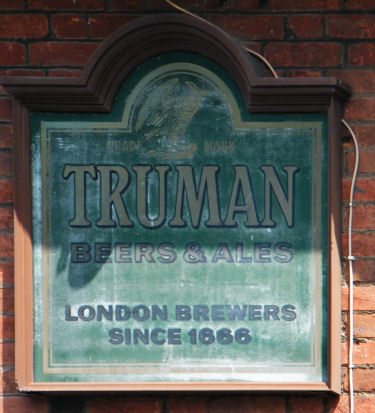 TRADE MARK
TRUMAN
BEERS & ALES
LONDON BREWERS
SINCE 1666